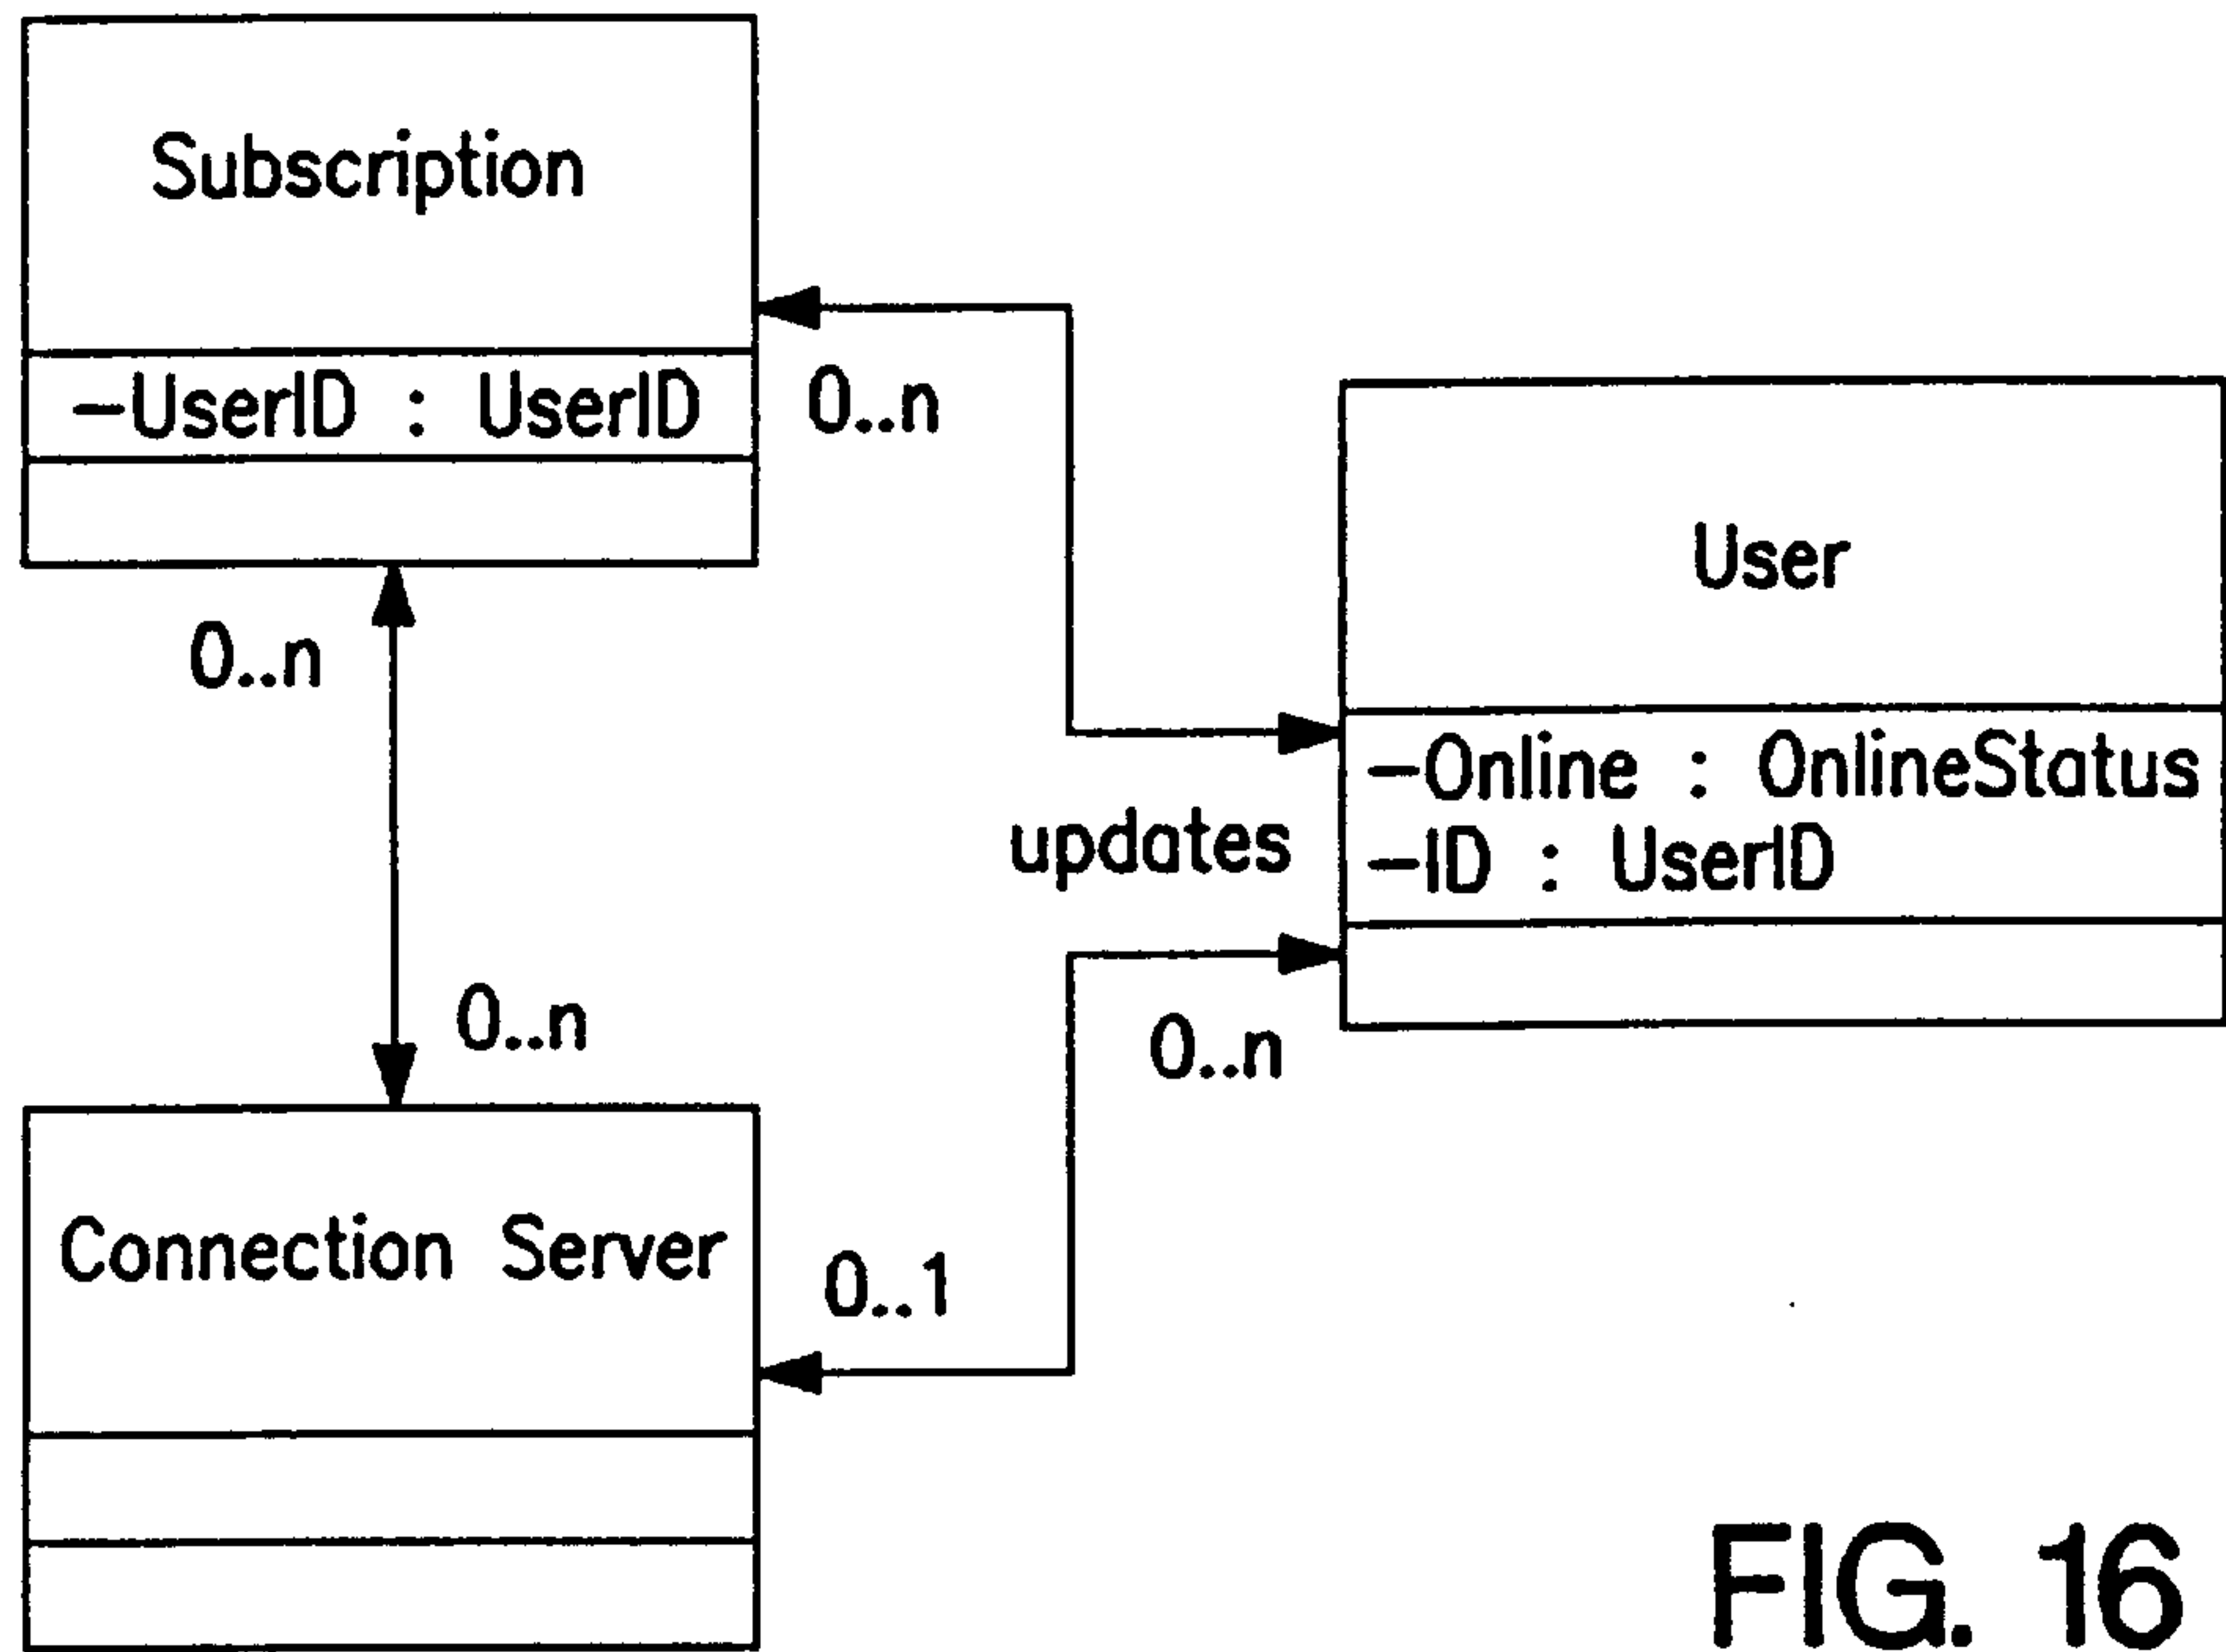 Subscription
–UserID : UserID
0..n
User
–Online : OnlineStatus
–ID : UserID
updates
0..n
0..n
0..n
Connection Server
0..1
FIG. 16